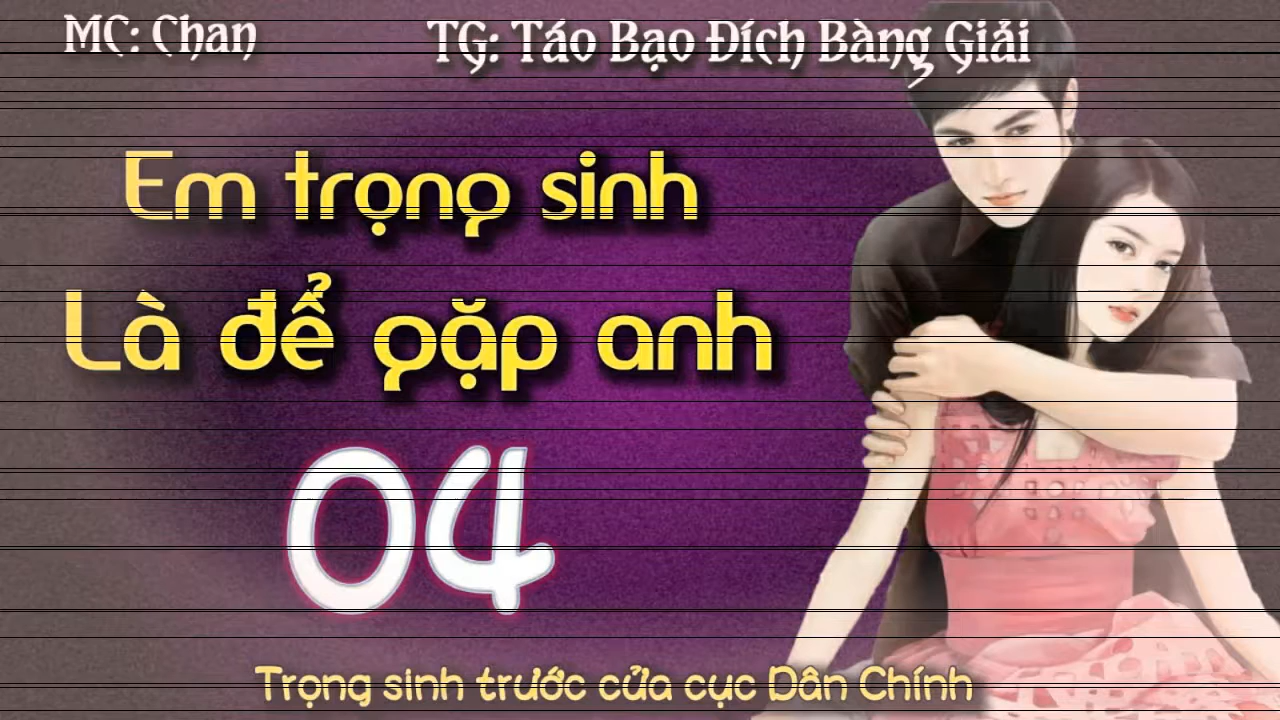 MC: Chan
TG: Táo Bạo Đích Bàng Giải
Em trọng sinh
Là để gặp anh
04
Trọng sinh trước cửa cục Dân Chính